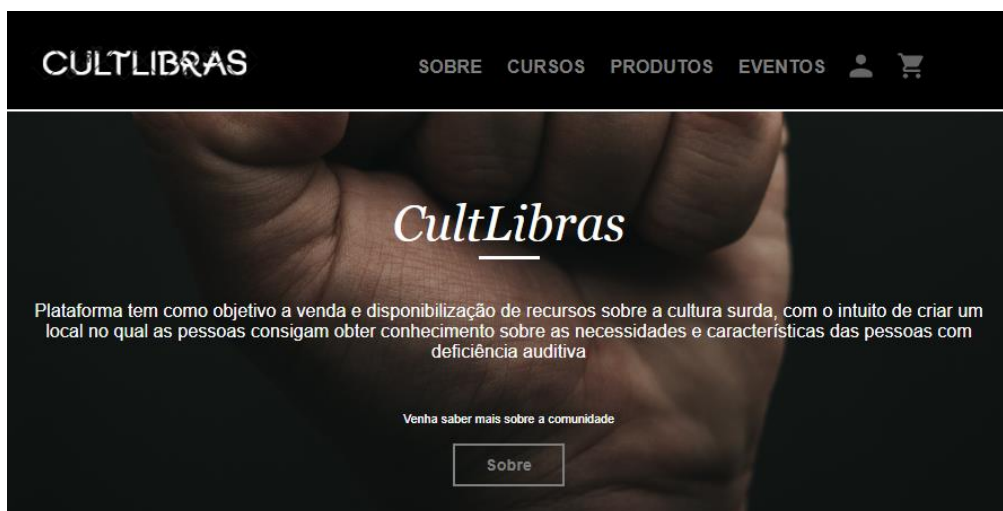 CULTLIBRAS
SOBRE CURSOS PRODUTOS EVENTOS
CultLibras
Plataforma tem como objetivo a venda e disponibilização de recursos sobre a cultura surda, com o intuito de criar um
local no qual as pessoas consigam obter conhecimento sobre as necessidades e características das pessoas com
deficiência auditiva
Venha saber mais sobre a comunidade
Sobre